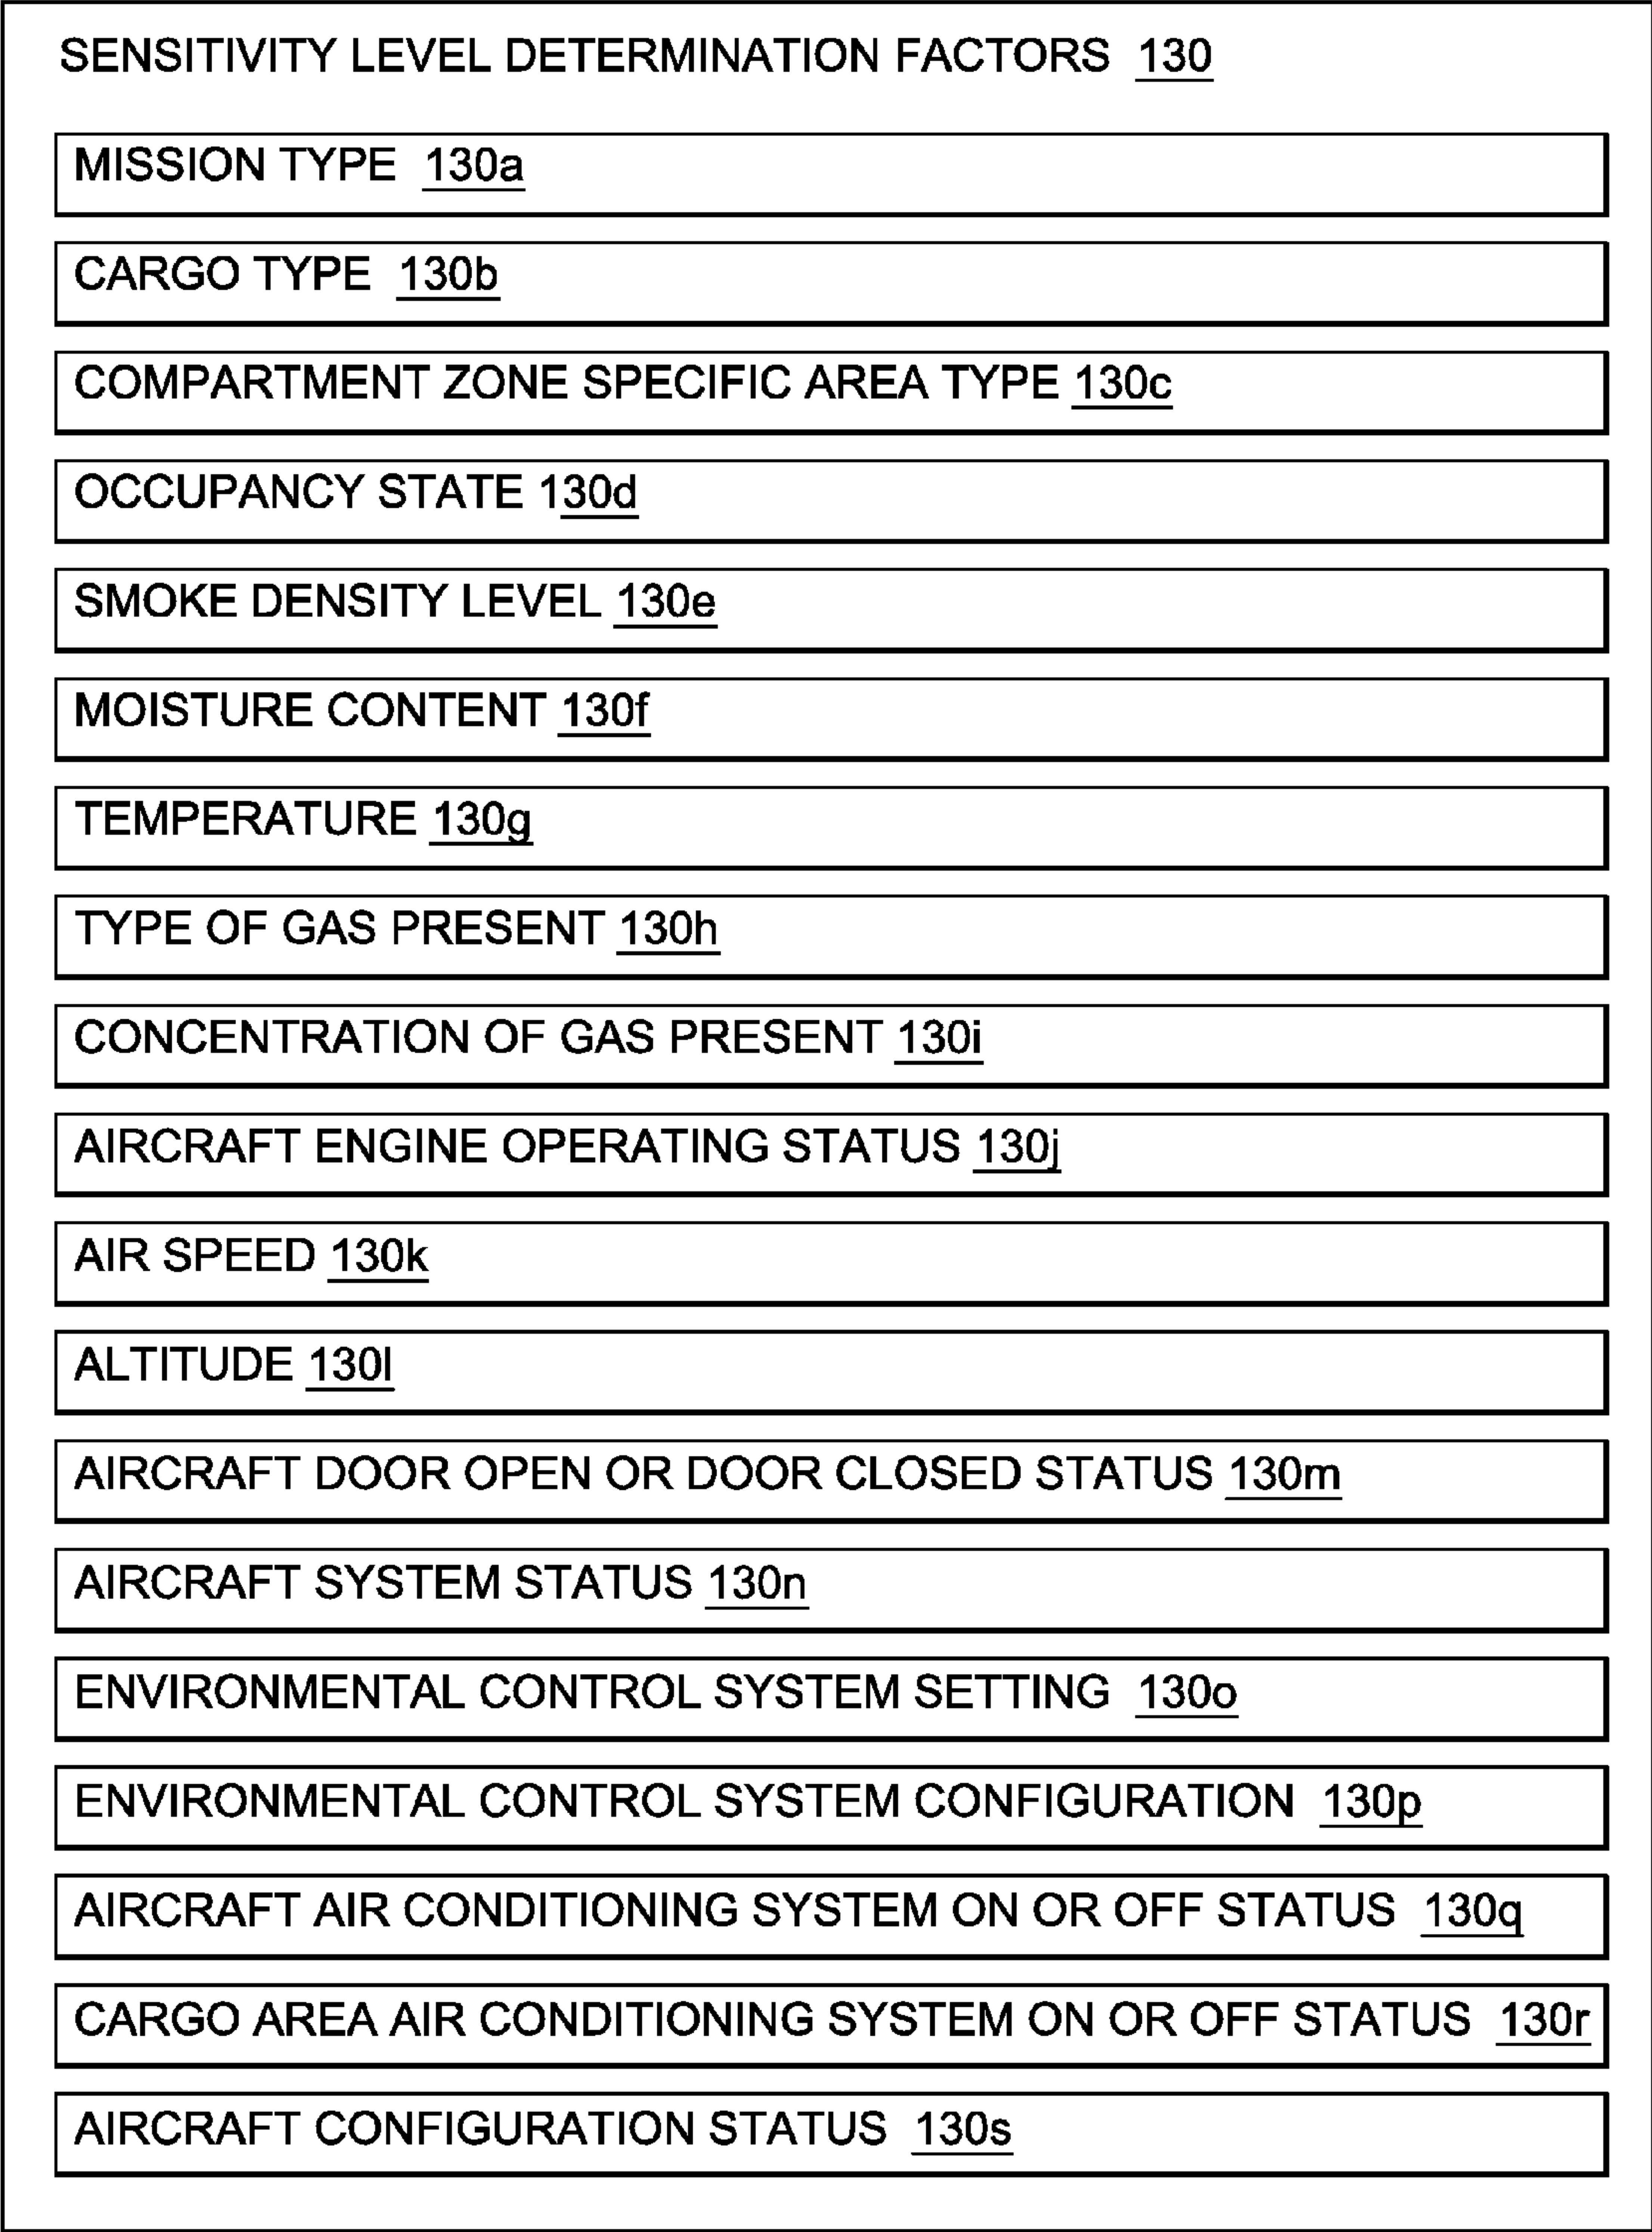 SENSITIVITY LEVEL DETERMINATION FACTORS 130
MISSION TYPE 130a
CARGO TYPE 130b
COMPARTMENT ZONE SPECIFIC AREA TYPE 130c
OCCUPANCY STATE 130d
SMOKE DENSITY LEVEL 130e
MOISTURE CONTENT 130f
TEMPERATURE 130g
TYPE OF GAS PRESENT 130h
CONCENTRATION OF GAS PRESENT 130i
AIRCRAFT ENGINE OPERATING STATUS 130j
AIR SPEED 130k
ALTITUDE 130l
AIRCRAFT DOOR OPEN OR DOOR CLOSED STATUS 130m
AIRCRAFT SYSTEM STATUS 130n
ENVIRONMENTAL CONTROL SYSTEM SETTING 130o
ENVIRONMENTAL CONTROL SYSTEM CONFIGURATION 130p
AIRCRAFT AIR CONDITIONING SYSTEM ON OR OFF STATUS 130q
CARGO AREA AIR CONDITIONING SYSTEM ON OR OFF STATUS 130r
AIRCRAFT CONFIGURATION STATUS 130s